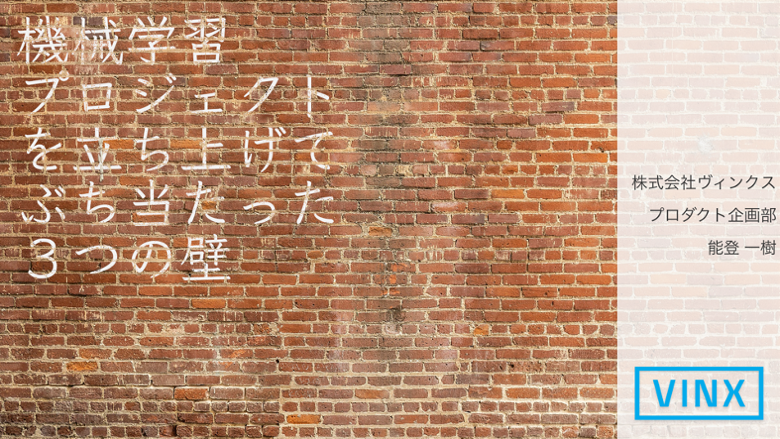 機械学習
プロジェクト
を立ち上げて
ぶち当たった
３つの壁
株式会社ヴィンクス
プロダクト企画部
能登 一樹
VINX